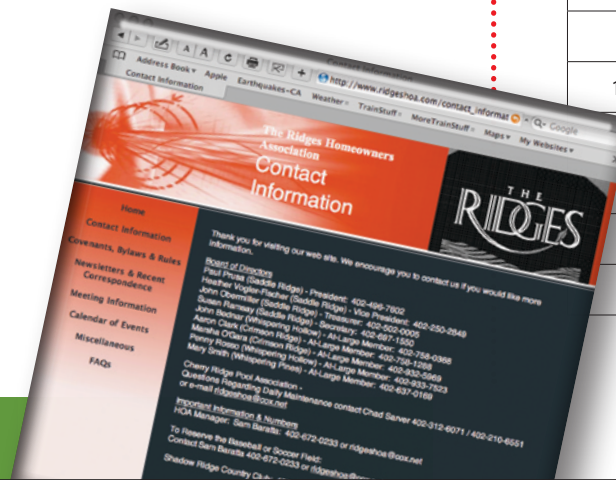 Contact Information
A A
http://www.ridgeshoa.com/contact_informat
Q- Google
Address Book▾ Apple Earthquakes-CA Weather▾ TrainStuff▾ MoreTrainStuff▾ Maps▾ My Websites▾
Contact Information
The Ridges Homeowners
Association
Contact
Information
THE
RIDGES
Home
Contact Information
Covenants, Bylaws & Rules
Newsletters & Recent
Correspondence
Meeting Information
Calendar of Events
Miscellaneous
FAQs
Thank you for visiting our web site. We encourage you to contact us if you would like more
information.
Board of Directors
Paul Prusa (Saddle Ridge) - President: 402-496-7602
Heather Vogler-Fischer (Saddle Ridge) - Vice President: 402-250-2849
John Obermiller (Saddle Ridge) - Treasurer: 402-502-0005
Susan Ramsay (Saddle Ridge) - Secretary: 402-697-1550
John Bednar (Whispering Hollow) - At-Large Member: 402-758-0368
Aaron Clark (Crimson Ridge) - At-Large Member: 402-758-1268
Marsha O'Gara (Crimson Ridge) - At-Large Member: 402-932-5969
Penny Rosso (Whispering Hollow) - At-Large Member: 402-933-7523
Mary Smith (Whispering Pines) - At-Large Member: 402-637-0169
Cherry Ridge Pool Association -
Questions Regarding Daily Maintenance contact Chad Sarver 402-312-6071 / 402-210-6551
or e-mail ridgeshoa@cox.net
Important Information & Numbers
HOA Manager: Sam Baratta: 402-672-0233 or ridgeshoa@cox.net
To Reserve the Baseball or Soccer Field:
Contact Sam Baratta 402-672-0233 or ridgeshoa@cox.net
Shadow Ridge Country Club: